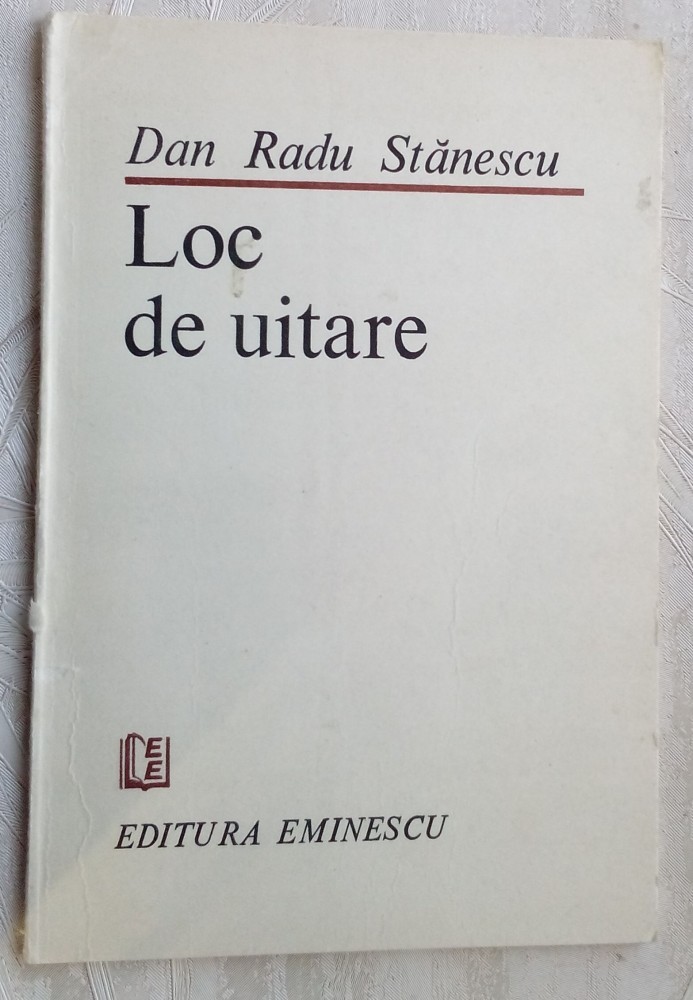 Dan Radu Stănescu
Loc
de uitare
E
E
EDITURA EMINESCU